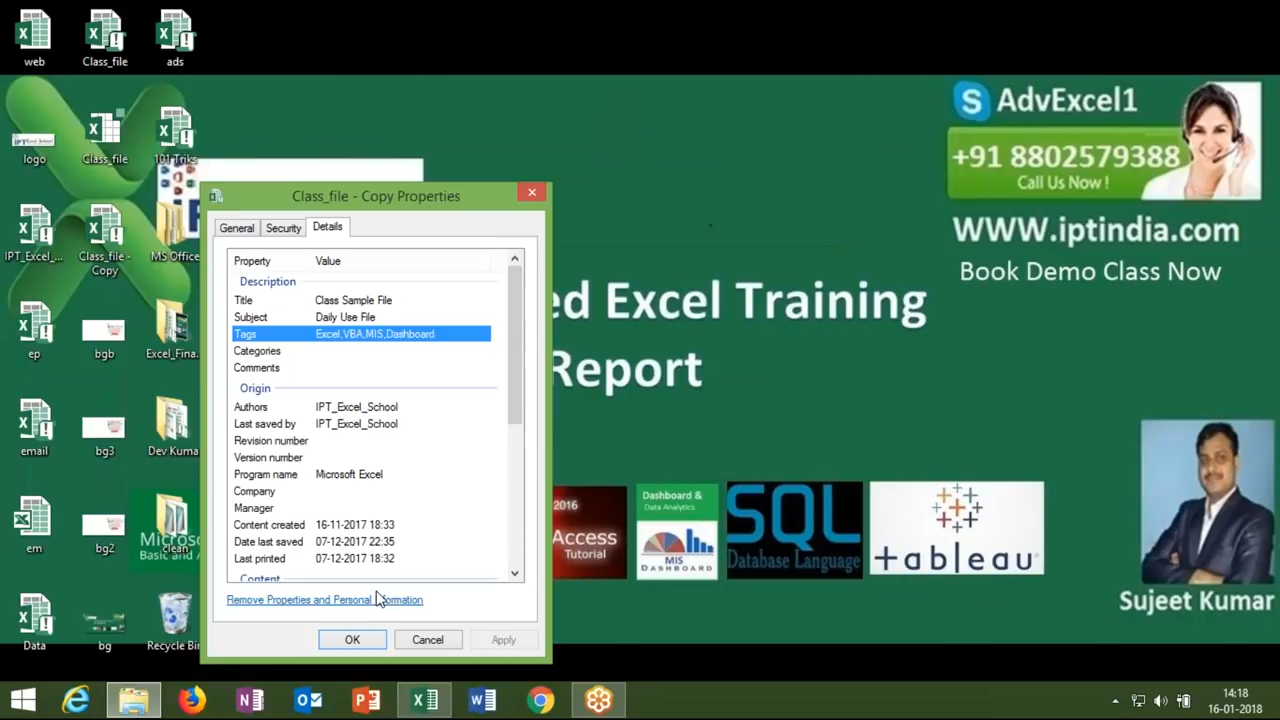 web
Class_file
ads
logo
Class_file
101 Triks
IPT_Excel_...
Class_file - Copy
MS Office
ep
bgb
Excel_Fina...
email
bg3
Dev Kuma
em
bg2
clean
Data
bg
Recycle Bin
AdvExcel1
+91 8802579388
Call Us Now !
WWW.iptindia.com
Book Demo Class Now
ed Excel Training
Report
Class_file - Copy Properties
General
Security
Details
Property Value
Description
Title Class Sample File
Subject Daily Use File
Tags Excel,VBA,MIS,Dashboard
Categories
Comments
Origin
Authors IPT_Excel_School
Last saved by IPT_Excel_School
Revision number
Version number
Program name Microsoft Excel
Company
Manager
Content created 16-11-2017 18:33
Date last saved 07-12-2017 22:35
Last printed 07-12-2017 18:32
Content
Remove Properties and Personal Information
OK
Cancel
Apply
2016
Access
Tutorial
Dashboard &
Data Analytics
MIS
DASHBOARD
SQL
Database Language
tableau
Sujeet Kumar
14:18
16-01-2018